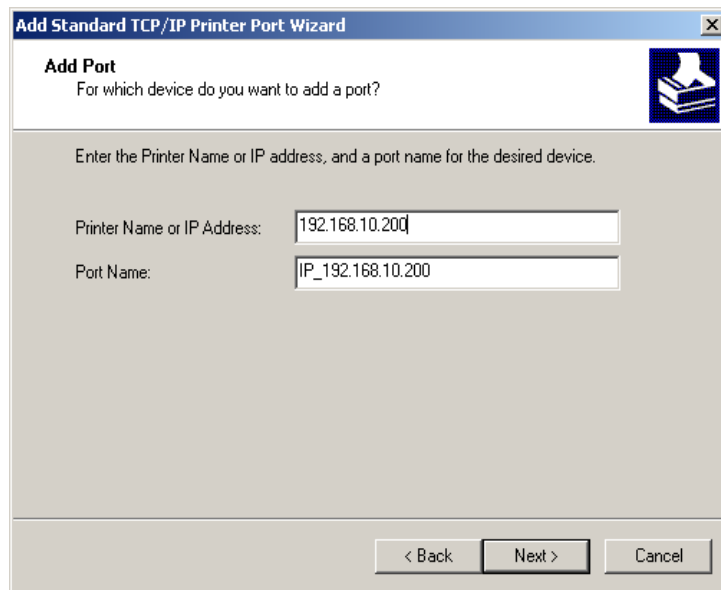 Add Standard TCP/IP Printer Port Wizard
Add Port
For which device do you want to add a port?
Enter the Printer Name or IP address, and a port name for the desired device.
Printer Name or IP Address: 192.168.10.200
Port Name: IP_192.168.10.200
< Back Next > Cancel